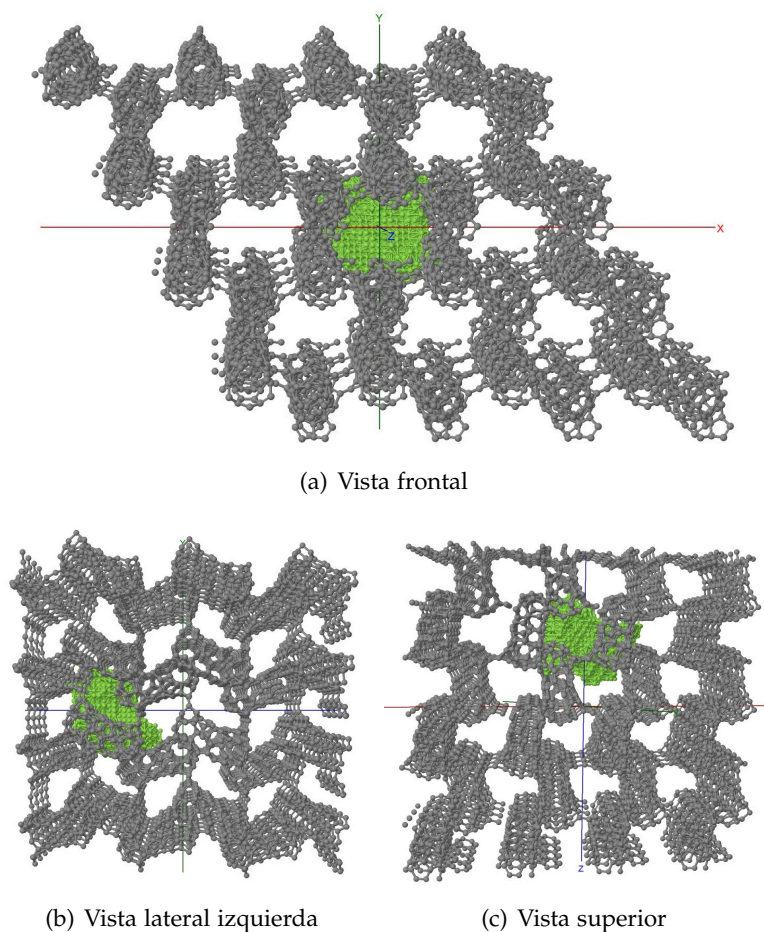 Y
X
Z
(a) Vista frontal
Y
(b) Vista lateral izquierda
Z
(c) Vista superior